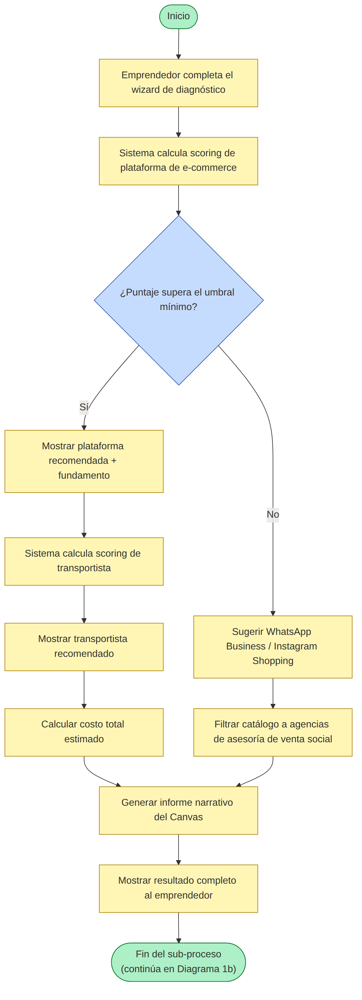 Inicio
Emprendedor completa el
wizard de diagnóstico
Sistema calcula scoring de
plataforma de e-commerce
¿Puntaje supera el umbral
mínimo?
Sí
Mostrar plataforma
recomendada +
fundamento
No
Sistema calcula scoring de
transportista
Mostrar transportista
recomendado
Sugerir WhatsApp
Business / Instagram
Shopping
Calcular costo total
estimado
Filtrar catálogo a agencias
de asesoría de venta social
Generar informe narrativo
del Canvas
Mostrar resultado completo
al emprendedor
Fin del sub-proceso
(continúa en Diagrama 1b)